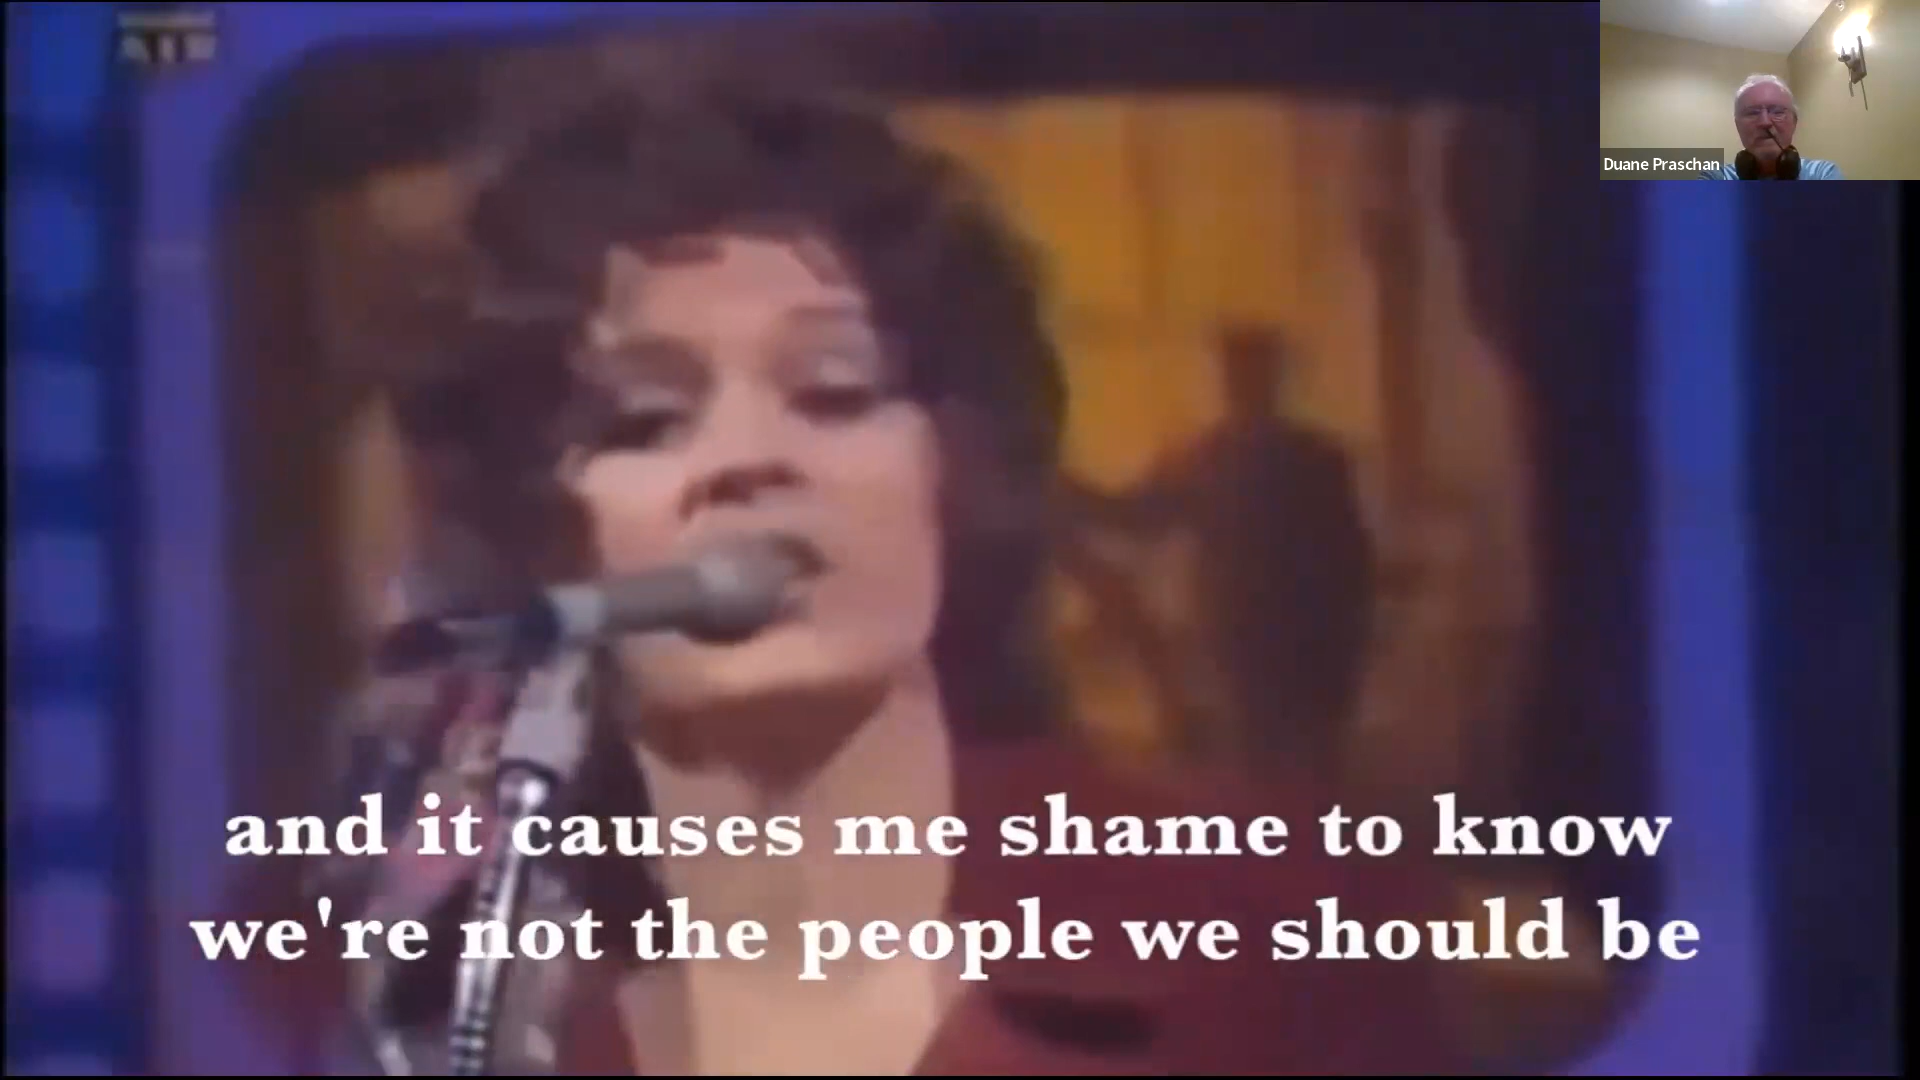 Duane Praschan
and it causes me shame to know
we're not the people we should be